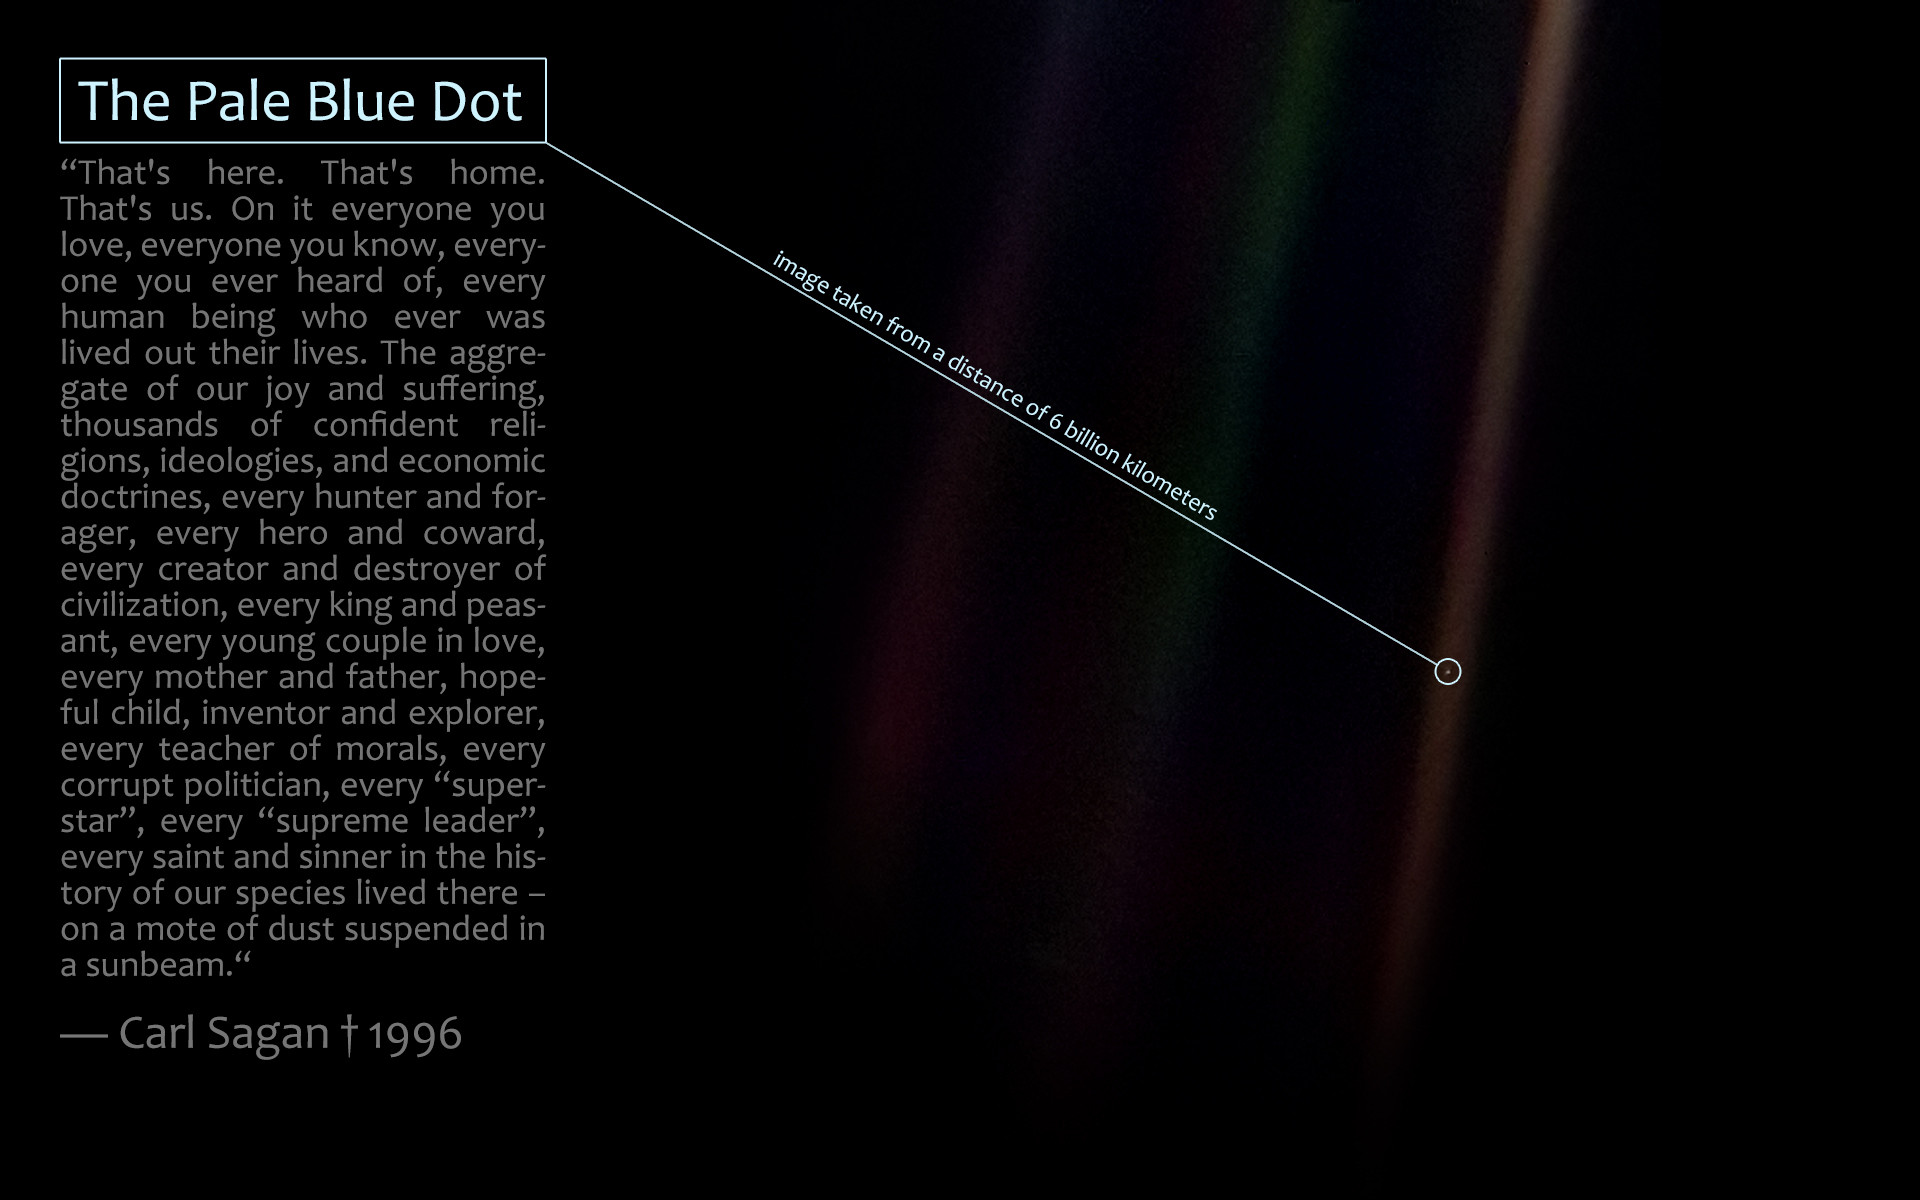 The Pale Blue Dot
“That's here. That's home.
That's us. On it everyone you
love, everyone you know, every-
one you ever heard of, every
human being who ever was
lived out their lives. The aggre-
gate of our joy and suffering,
thousands of confident reli-
gions, ideologies, and economic
doctrines, every hunter and for-
ager, every hero and coward,
every creator and destroyer of
civilization, every king and peas-
ant, every young couple in love,
every mother and father, hope-
ful child, inventor and explorer,
every teacher of morals, every
corrupt politician, every “super-
star”, every “supreme leader”,
every saint and sinner in the his-
tory of our species lived there –
on a mote of dust suspended in
a sunbeam.“
— Carl Sagan † 1996
image taken from a distance of 6 billion kilometers